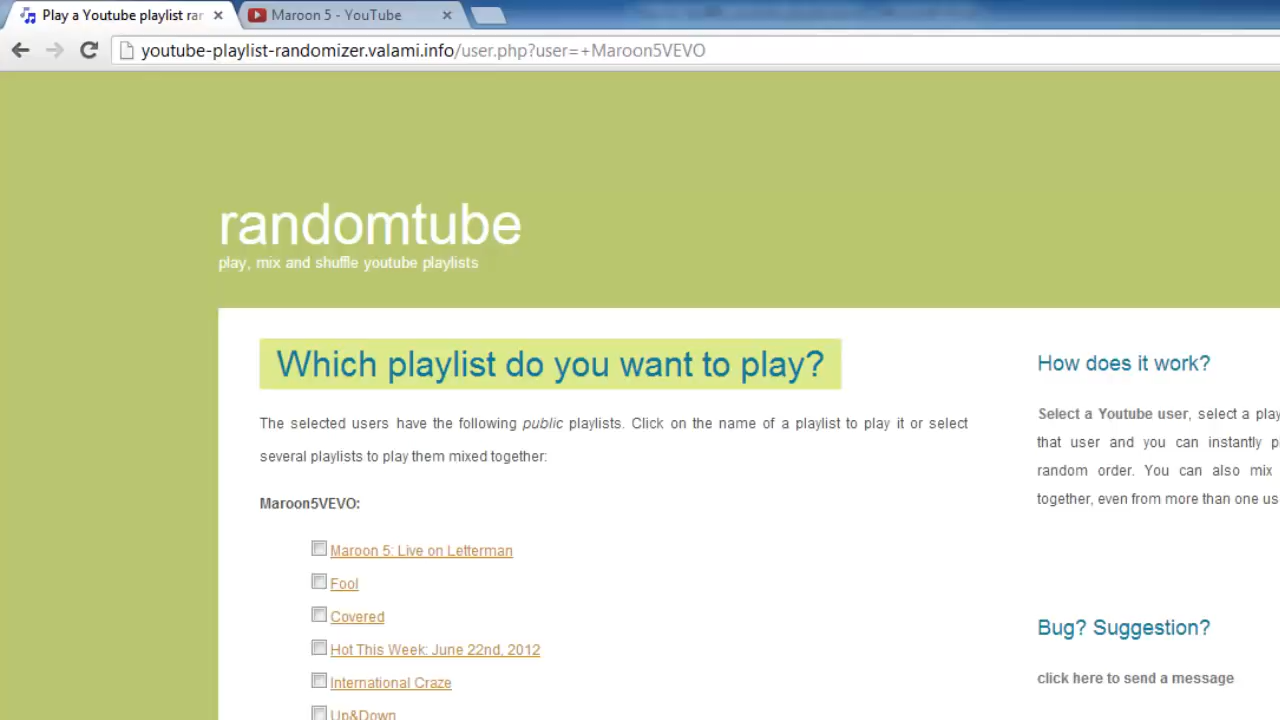 Play a Youtube playlist rar
Maroon 5 - YouTube
youtube-playlist-randomizer.valami.info/user.php?user=+Maroon5VEVO
randomtube
play, mix and shuffle youtube playlists
Which playlist do you want to play?
The selected users have the following public playlists. Click on the name of a playlist to play it or select
several playlists to play them mixed together:
Maroon5VEVO:
Maroon 5: Live on Letterman
Fool
Covered
Hot This Week: June 22nd, 2012
International Craze
Up&Down
How does it work?
Select a Youtube user, select a play
that user and you can instantly p
random order. You can also mix
together, even from more than one us
Bug? Suggestion?
click here to send a message